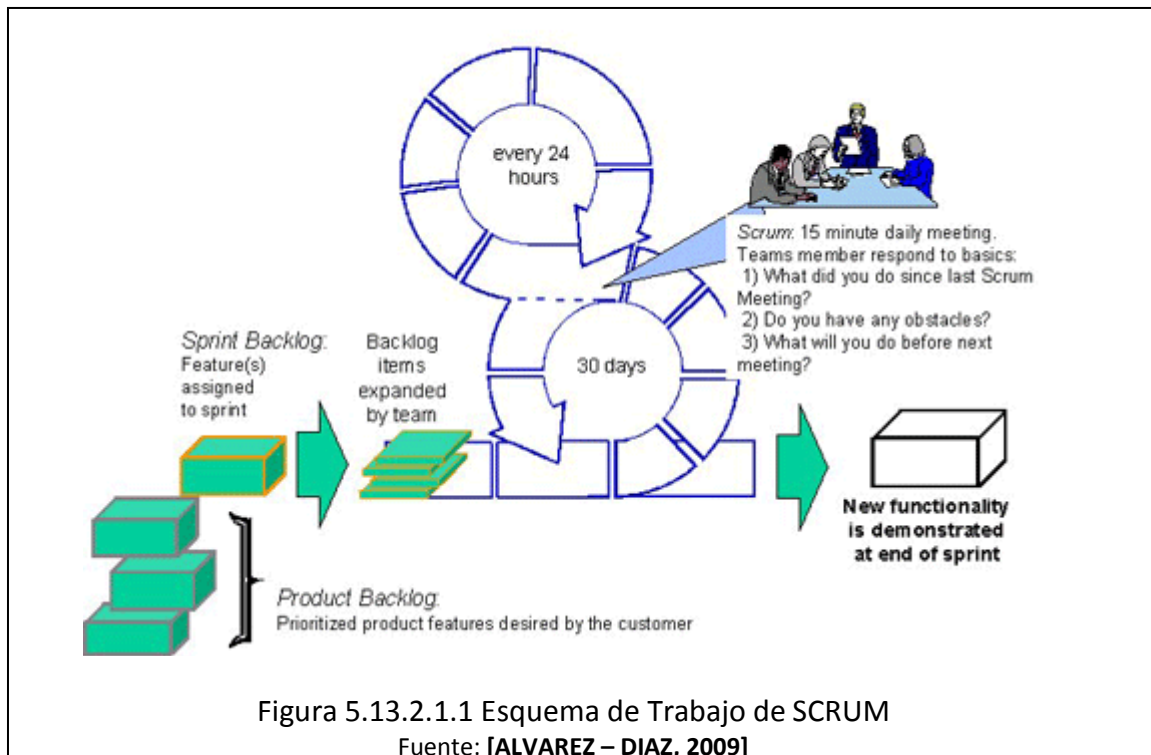 every 24
hours
Scrum: 15 minute daily meeting.
Teams member respond to basics:
1) What did you do since last Scrum
Meeting?
2) Do you have any obstacles?
3) What will you do before next
meeting?
30 days
Sprint Backlog:
Feature(s)
assigned
to sprint
Backlog
items
expanded
by team
New functionality
is demonstrated
at end of sprint
Product Backlog:
Prioritized product features desired by the customer
Figura 5.13.2.1.1 Esquema de Trabajo de SCRUM
Fuente: [ALVAREZ – DIAZ, 2009]